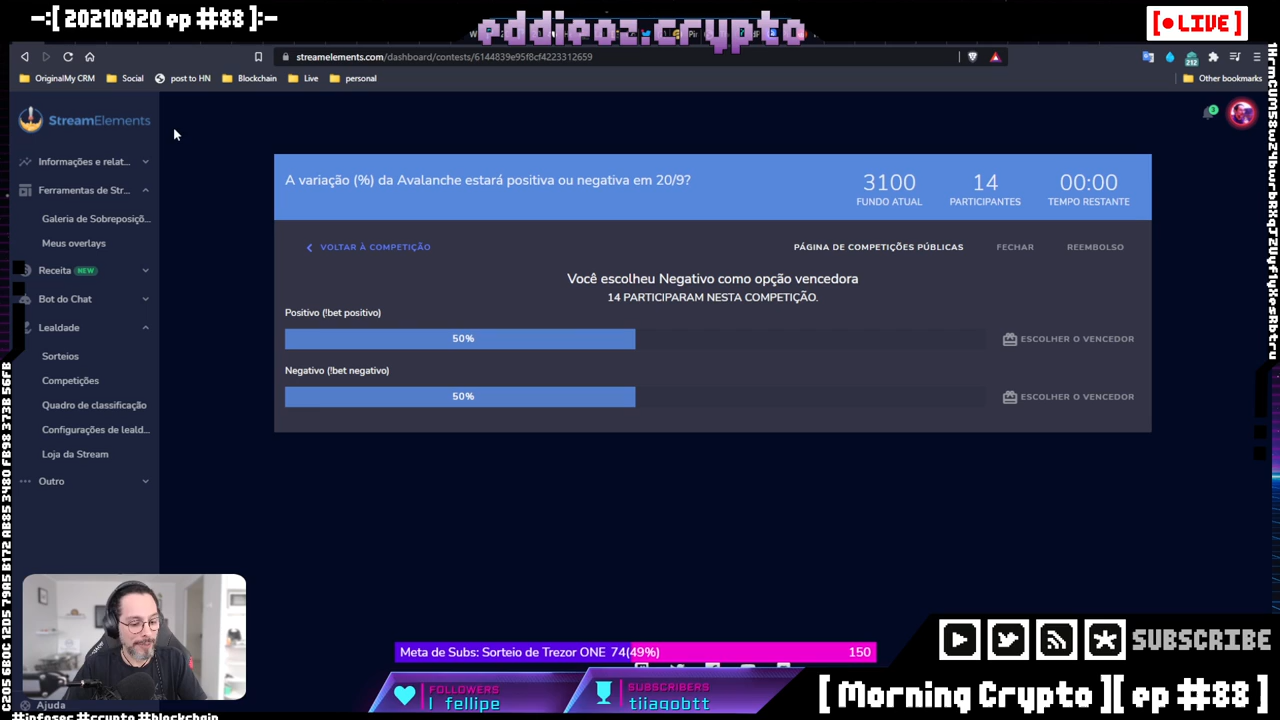 -:[ 20210920 ep #88 ]:-
eddieoz.crypto
[● LIVE]
streamelements.com/dashboard/contests/6144839e95f8cf4223312659
OriginalMy CRM
Social
post to HN
Blockchain
Live
personal
212
Other bookmarks
StreamElements
3
Informações e relat...
Ferramentas de Str...
Galeria de Sobreposiçõ...
Meus overlays
Receita NEW
Bot do Chat
Lealdade
Sorteios
Competições
Quadro de classificação
Configurações de leald...
Loja da Stream
Outro
Ajuda
A variação (%) da Avalanche estará positiva ou negativa em 20/9?
3100
FUNDO ATUAL
14
PARTICIPANTES
00:00
TEMPO RESTANTE
VOLTAR À COMPETIÇÃO
PÁGINA DE COMPETIÇÕES PÚBLICAS
FECHAR
REEMBOLSO
Você escolheu Negativo como opção vencedora
14 PARTICIPARAM NESTA COMPETIÇÃO.
Positivo (!bet positivo)
50%
ESCOLHER O VENCEDOR
Negativo (!bet negativo)
50%
ESCOLHER O VENCEDOR
Meta de Subs: Sorteio de Trezor ONE 74(49%)
150
FOLLOWERS
l_fellipe
SUBSCRIBERS
tiiagobtt
SUBSCRIBE
[ Morning Crypto ][ ep #88 ]
#infosec #crypto #blockchain